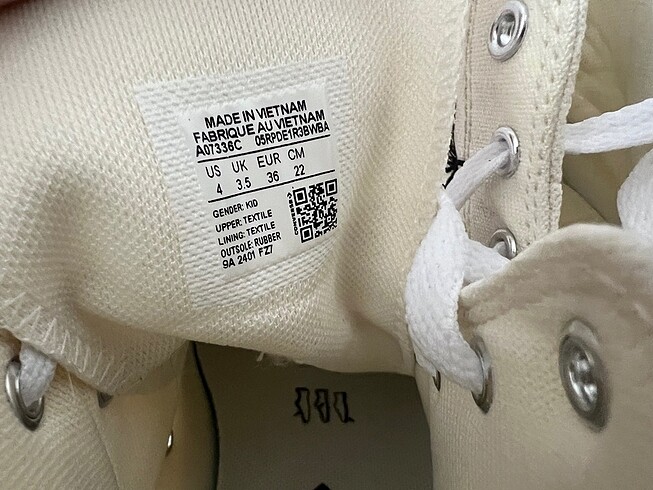 MADE IN VIETNAM
FABRIQUE AU VIETNAM
A07336C 05RPDE1R3BWBA
US UK EUR CM
4 3.5 36 22
GENDER: KID
UPPER: TEXTILE
LINING: TEXTILE
OUTSOLE: RUBBER
9A 2401 FZ7
CONVERSE